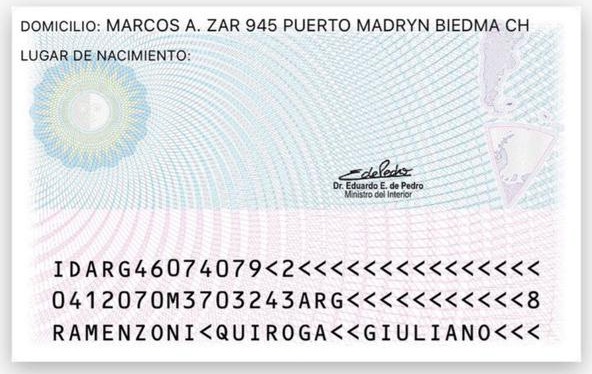 DOMICILIO: MARCOS A. ZAR 945 PUERTO MADRYN BIEDMA CH
LUGAR DE NACIMIENTO:
Dr. Eduardo E. de Pedro
Ministro del Interior
IDARG46074079<2<<<<<<<<<<<<<<<
0412070M3703243ARG<<<<<<<<<<<8
RAMENZONI<QUIROGA<<GIULIANO<<<